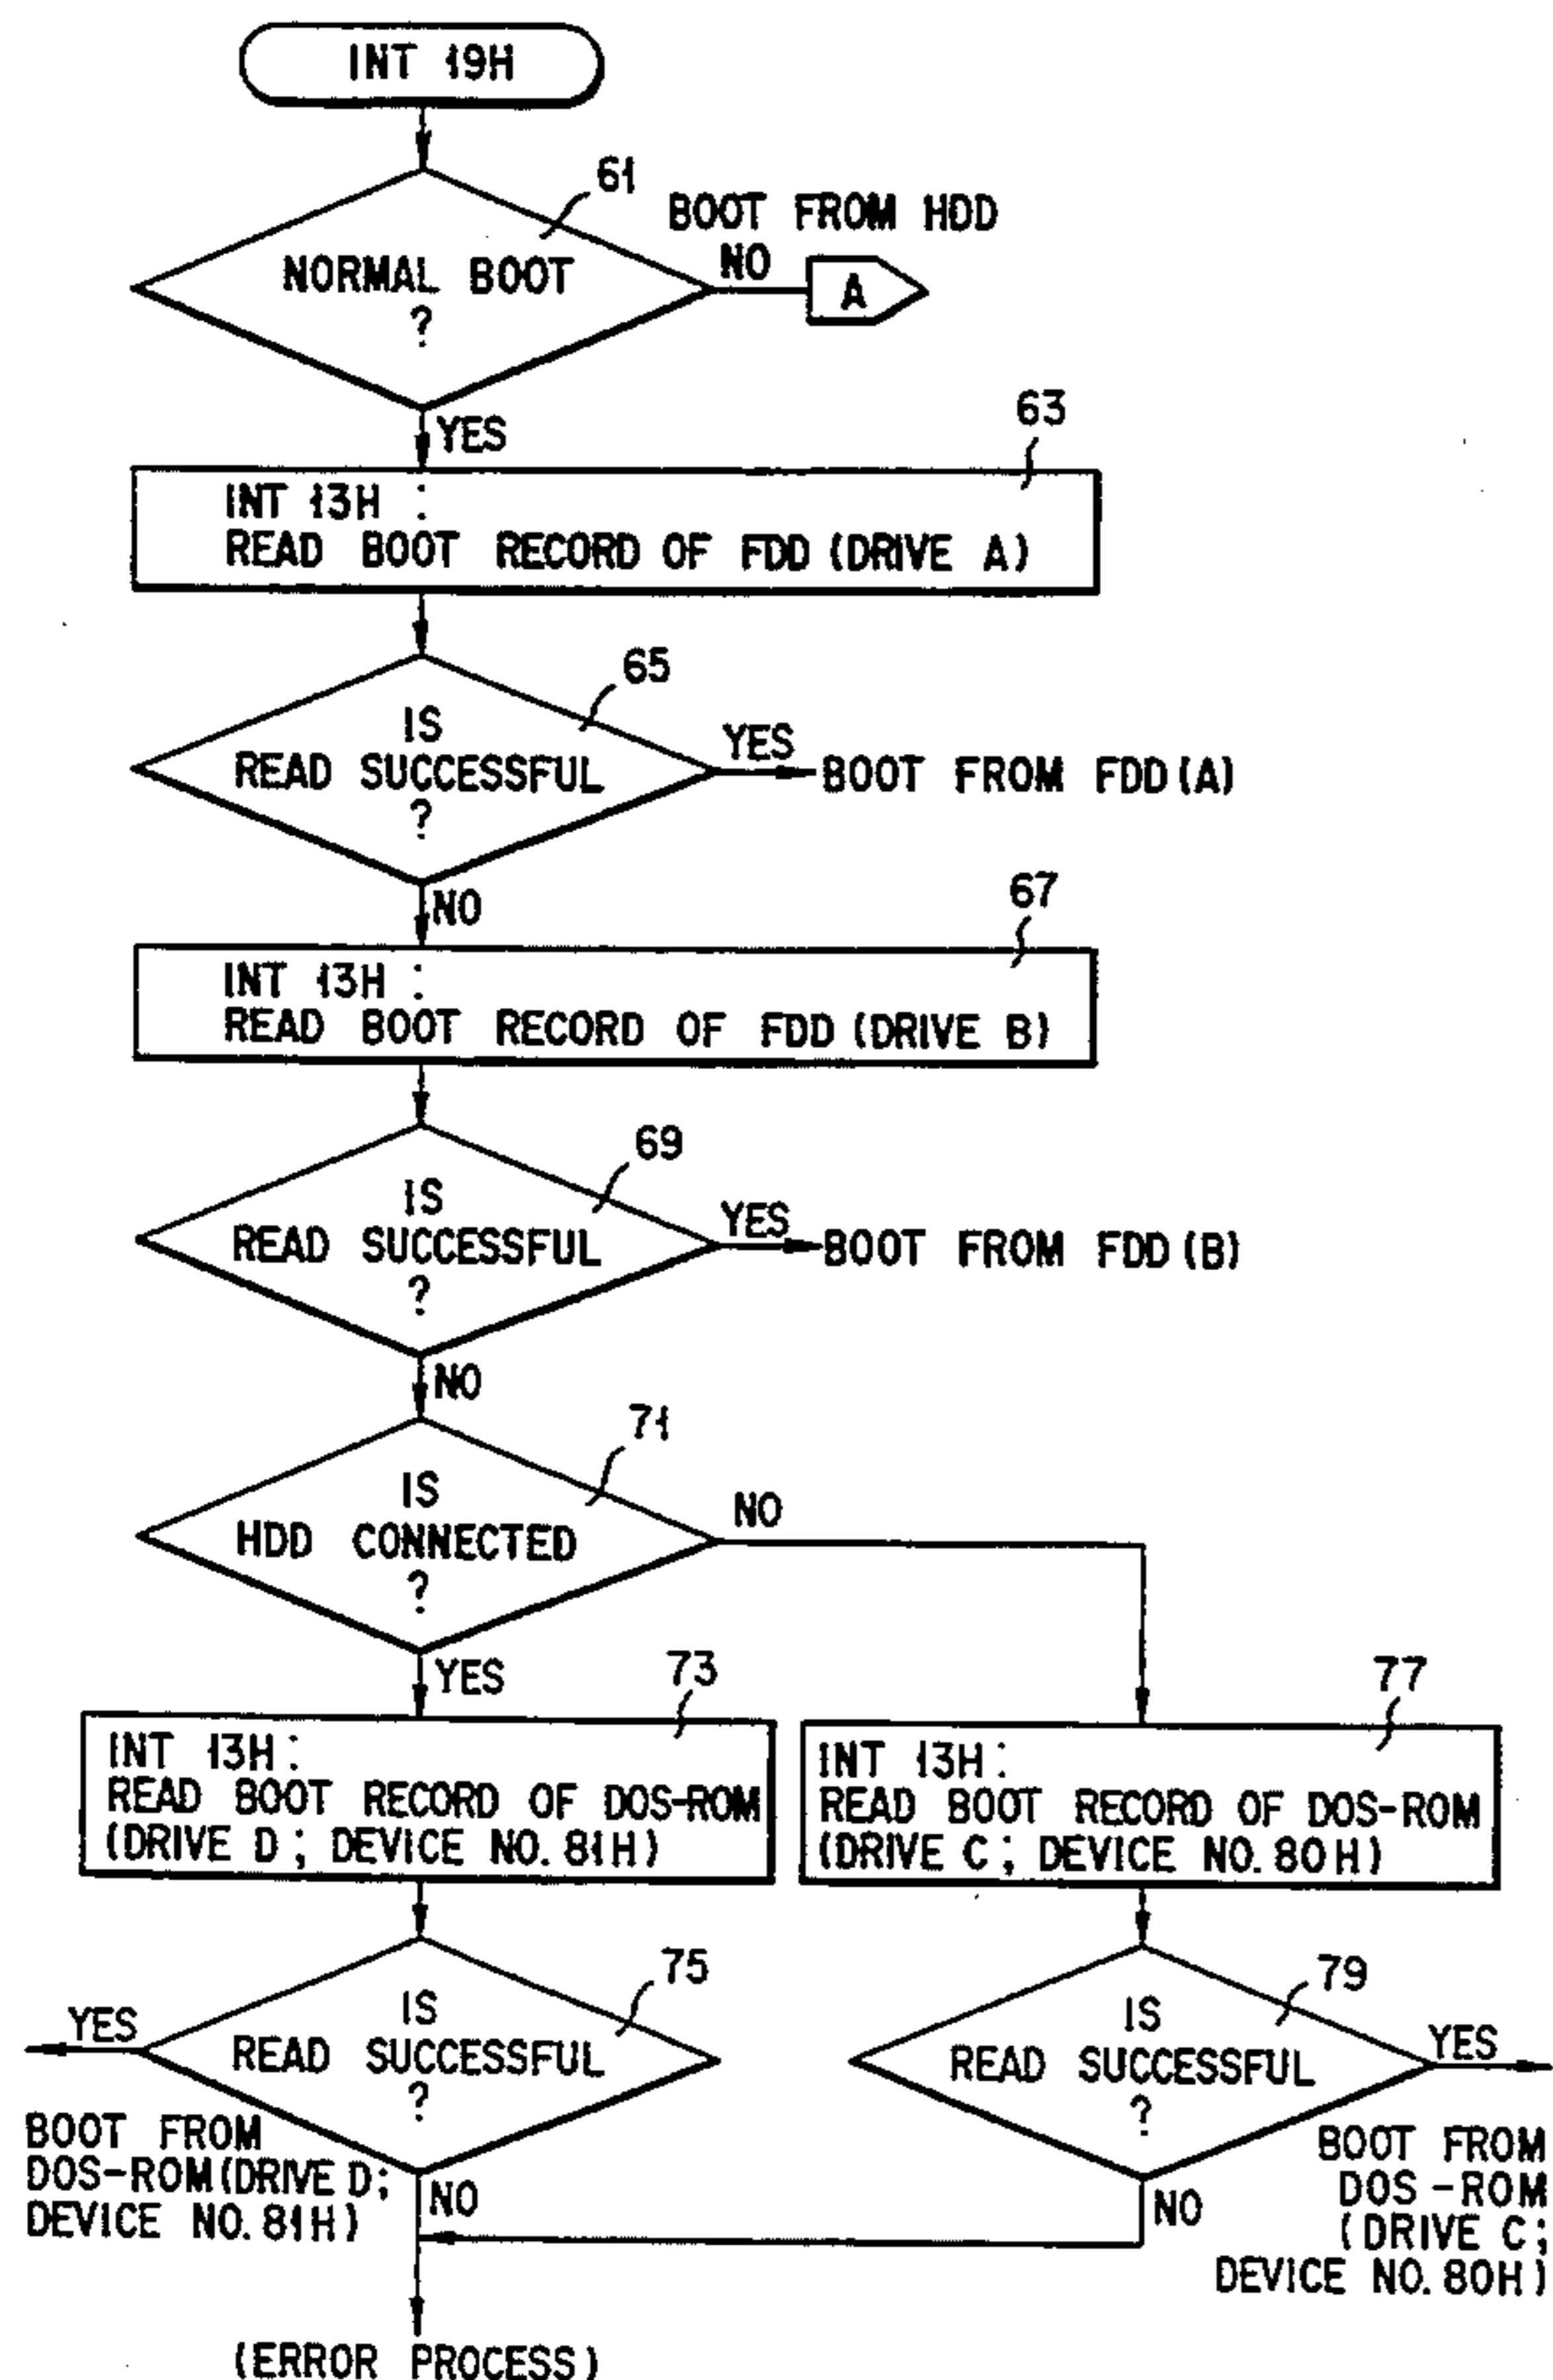 INT 19H
61
BOOT FROM HDD
NORMAL BOOT
?
NO
A
YES
63
INT 13H :
READ BOOT RECORD OF FDD (DRIVE A)
65
IS
READ SUCCESSFUL
?
YES
BOOT FROM FDD (A)
NO
67
INT 13H :
READ BOOT RECORD OF FDD (DRIVE B)
69
IS
READ SUCCESSFUL
?
YES
BOOT FROM FDD (B)
NO
71
IS
HDD CONNECTED
?
NO
YES
73
INT 13H :
READ BOOT RECORD OF DOS-ROM
(DRIVE D ; DEVICE NO. 81H)
77
INT 13H :
READ BOOT RECORD OF DOS-ROM
(DRIVE C ; DEVICE NO. 80H)
75
IS
READ SUCCESSFUL
?
YES
BOOT FROM
DOS-ROM (DRIVE D ;
DEVICE NO. 81H)
NO
79
IS
READ SUCCESSFUL
?
YES
BOOT FROM
DOS-ROM
(DRIVE C ;
DEVICE NO. 80H)
NO
(ERROR PROCESS)